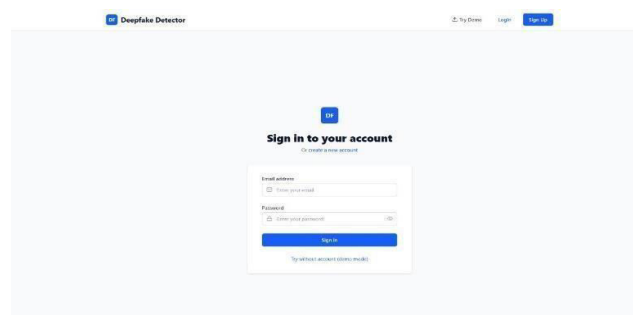 DF Deepfake Detector Try Demo Login Sign Up
DF
Sign in to your account
Or create a new account
Email address
Enter your email
Password
Enter your password
Sign in
Try without account (demo mode)